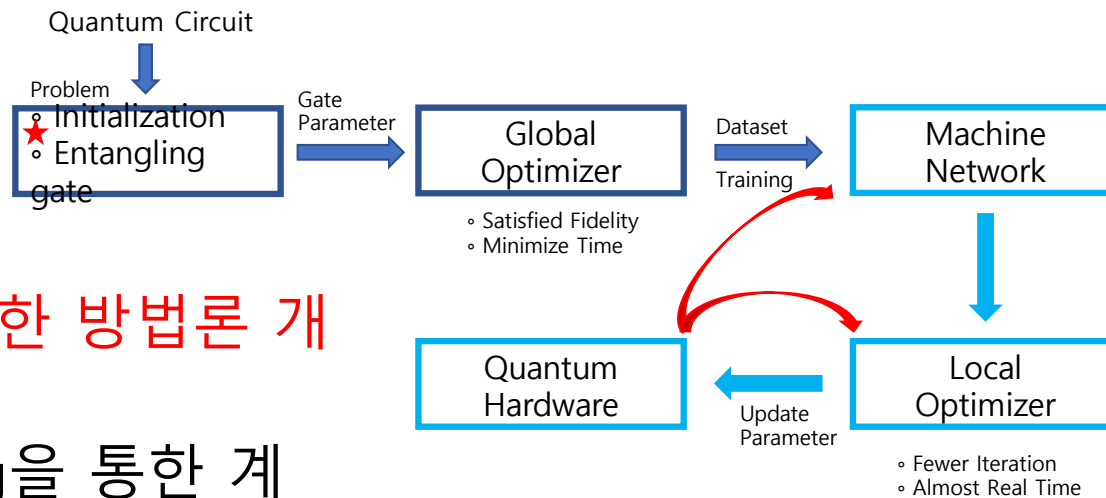 Quantum Circuit
Problem
∘ Initialization
∘ Entangling
gate
Gate
Parameter
Global
Optimizer
∘ Satisfied Fidelity
∘ Minimize Time
Dataset
Training
Machine
Network
한 방법론 개
Quantum
Hardware
Update
Parameter
Local
Optimizer
∘ Fewer Iteration
∘ Almost Real Time
을 통한 계